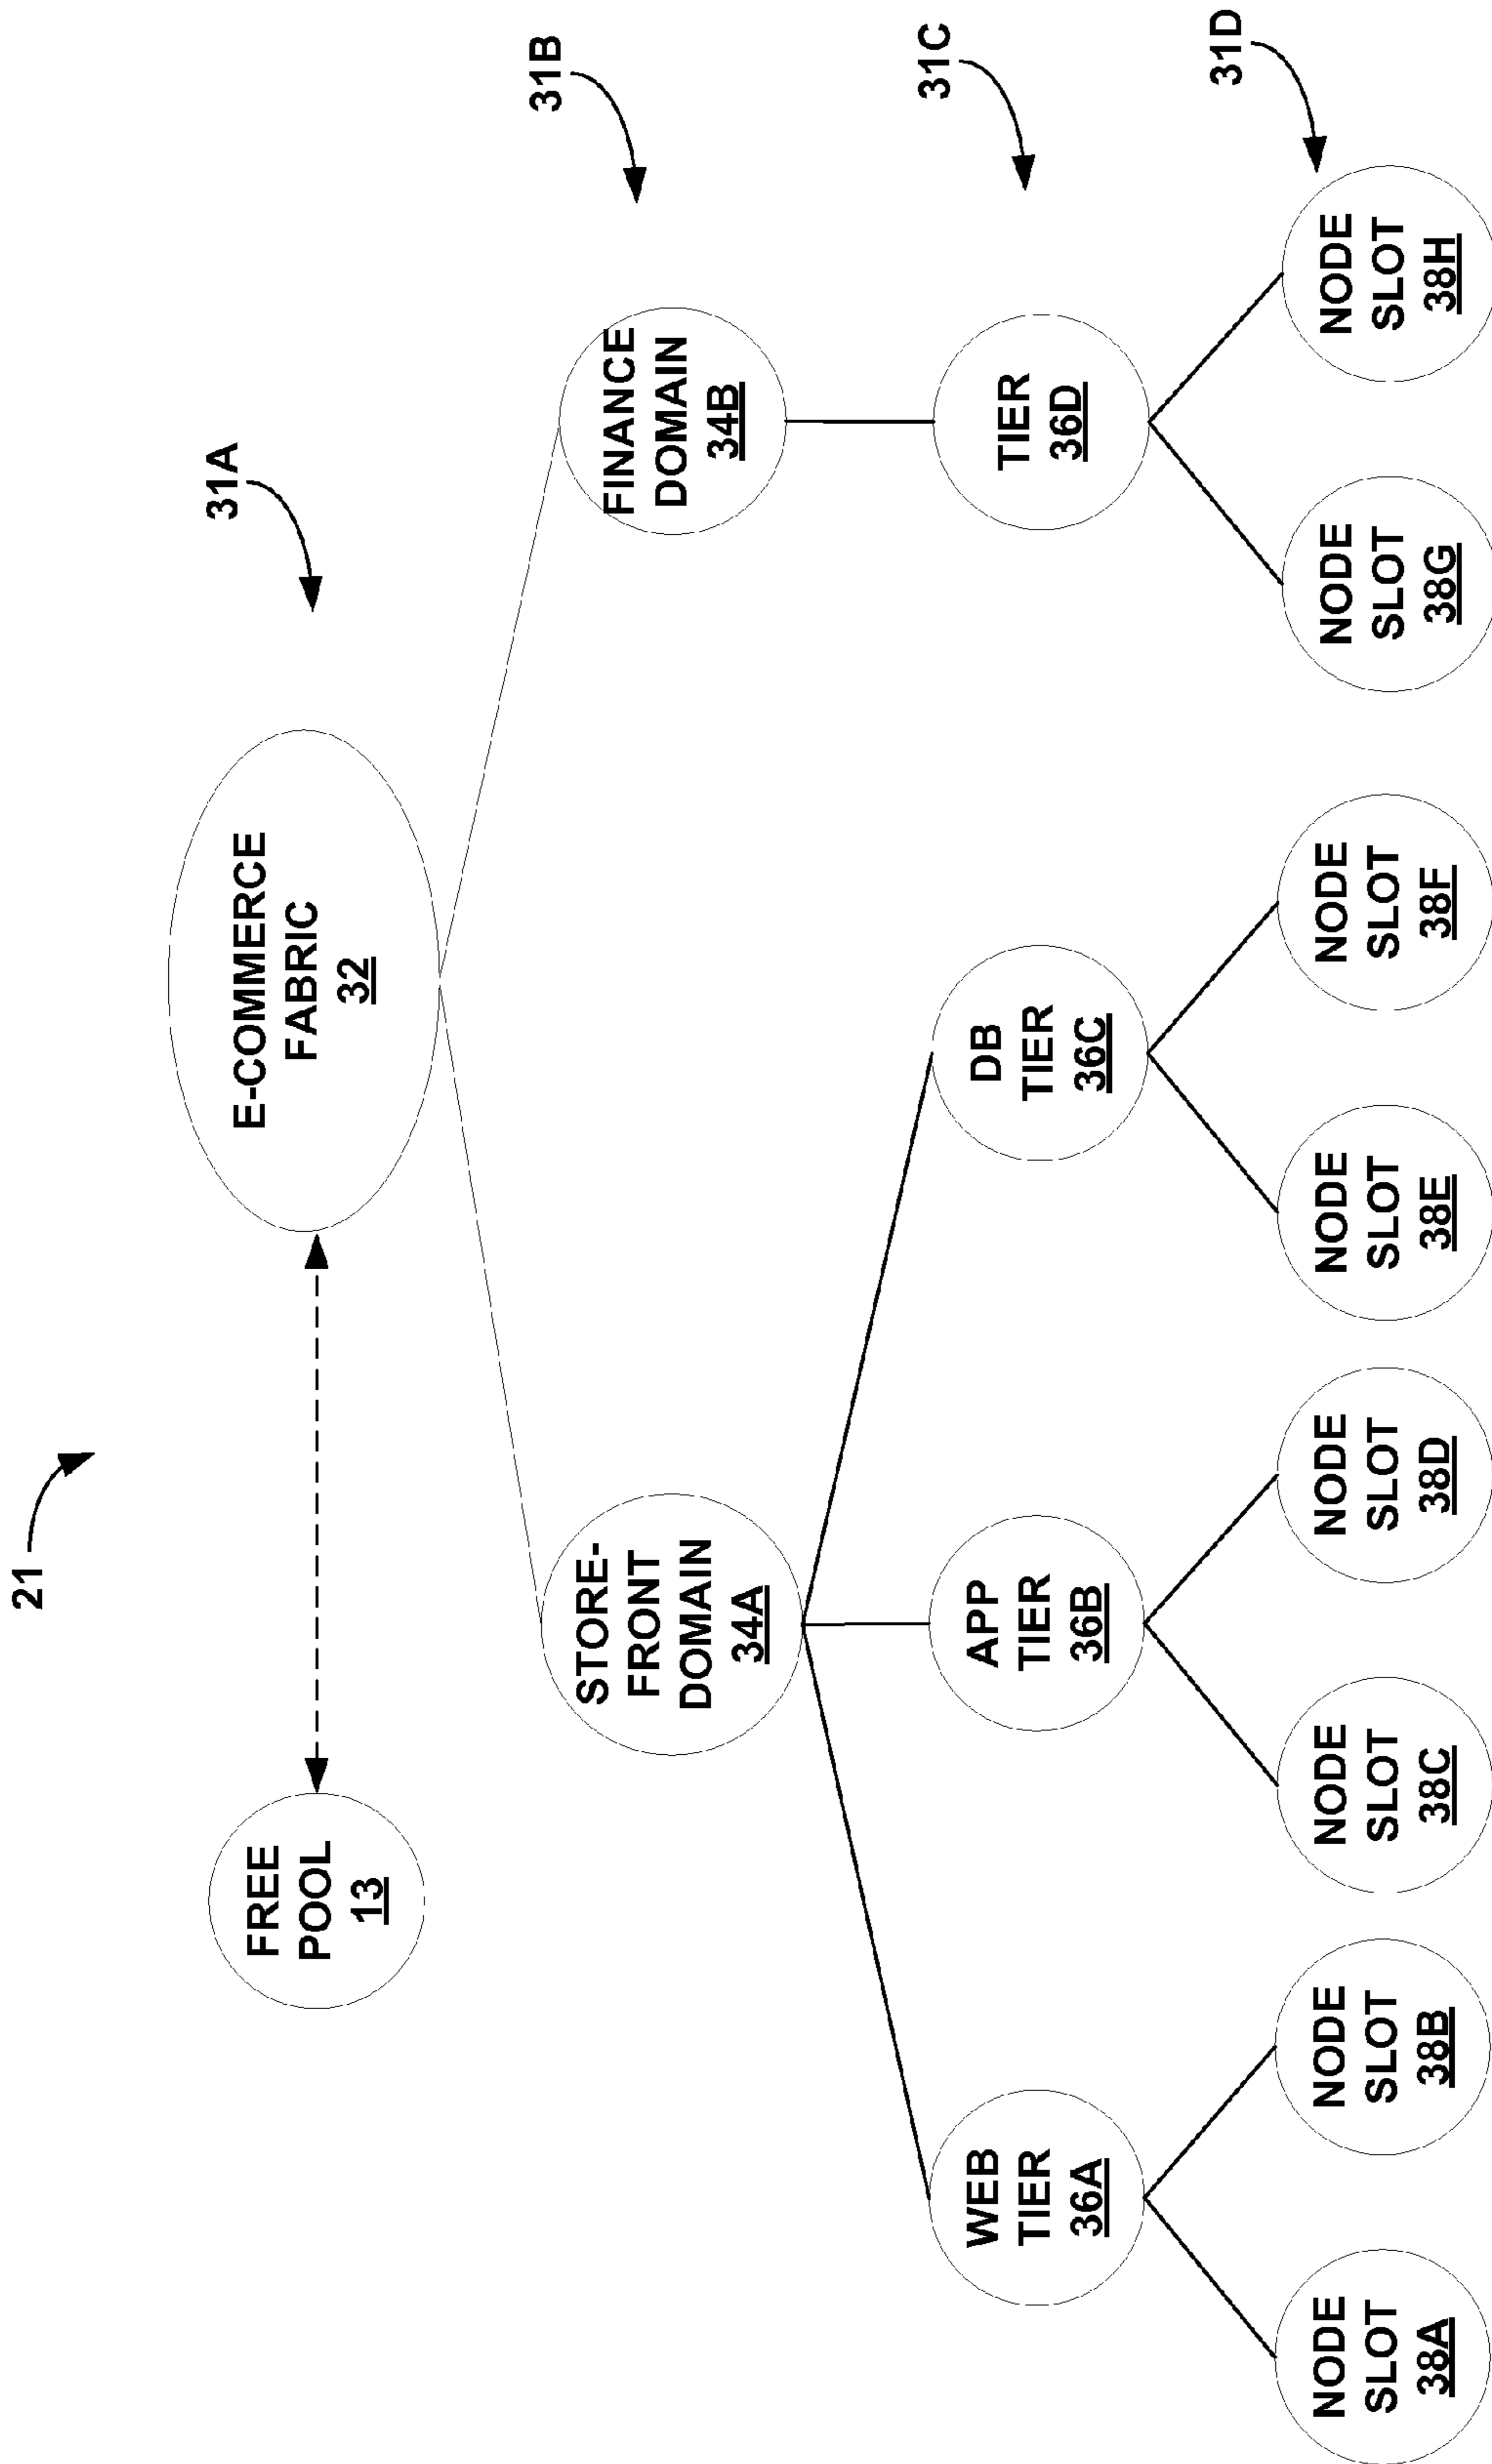 21
31A
FREE
POOL
13
E-COMMERCE
FABRIC
32
31B
STORE-
FRONT
DOMAIN
34A
FINANCE
DOMAIN
34B
31C
WEB
TIER
36A
APP
TIER
36B
DB
TIER
36C
TIER
36D
31D
NODE
SLOT
38A
NODE
SLOT
38B
NODE
SLOT
38C
NODE
SLOT
38D
NODE
SLOT
38E
NODE
SLOT
38F
NODE
SLOT
38G
NODE
SLOT
38H